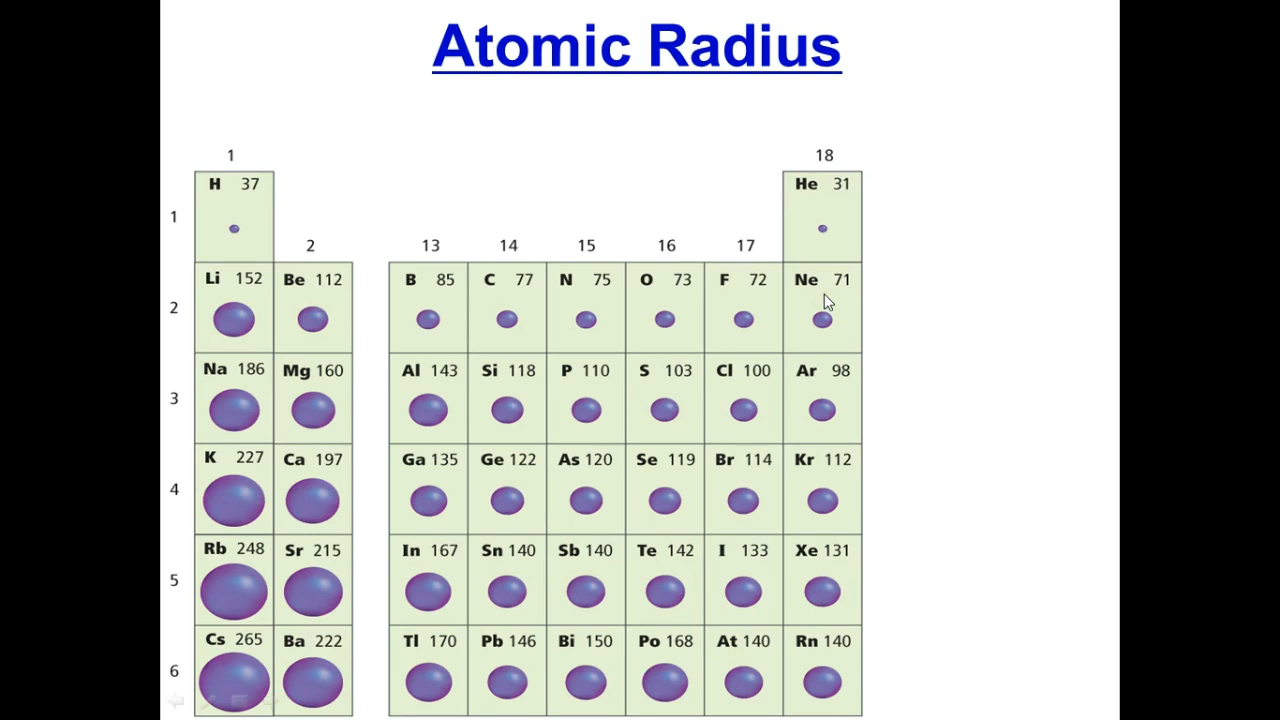 Atomic Radius
1 18
H 37 He 31
1
2 13 14 15 16 17
Li 152 Be 112 B 85 C 77 N 75 O 73 F 72 Ne 71
2
Na 186 Mg 160 Al 143 Si 118 P 110 S 103 Cl 100 Ar 98
3
K 227 Ca 197 Ga 135 Ge 122 As 120 Se 119 Br 114 Kr 112
4
Rb 248 Sr 215 In 167 Sn 140 Sb 140 Te 142 I 133 Xe 131
5
Cs 265 Ba 222 Tl 170 Pb 146 Bi 150 Po 168 At 140 Rn 140
6